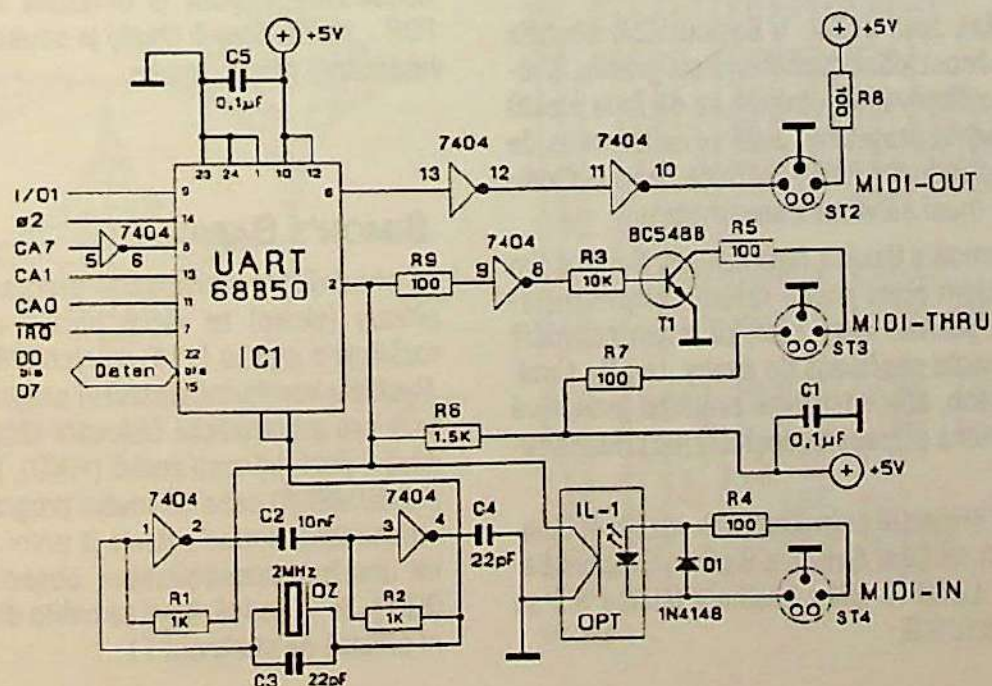 +5V
+5V
C5
0,1µF
R8
100
23 24 1 10 12
7404
7404
I/O1
9
6
13
12
11
10
MIDI-OUT
ø2
14
ST2
CA7
7404
5
6
8
UART
68850
BC548B
R5
100
CA1
13
2
R9
100
9
8
7404
R3
10K
CA0
11
T1
MIDI-THRU
IRQ
7
IC1
R7
100
ST3
D0
bis
D7
Daten
22
bis
15
R6
1.5K
C1
0,1µF
+5V
7404
7404
C4
IL-1
R4
100
1
2
C2
10nF
3
4
22pF
R1
1K
2MHz
QZ
R2
1K
OPT
D1
1N4148
MIDI-IN
ST4
C3
22pF